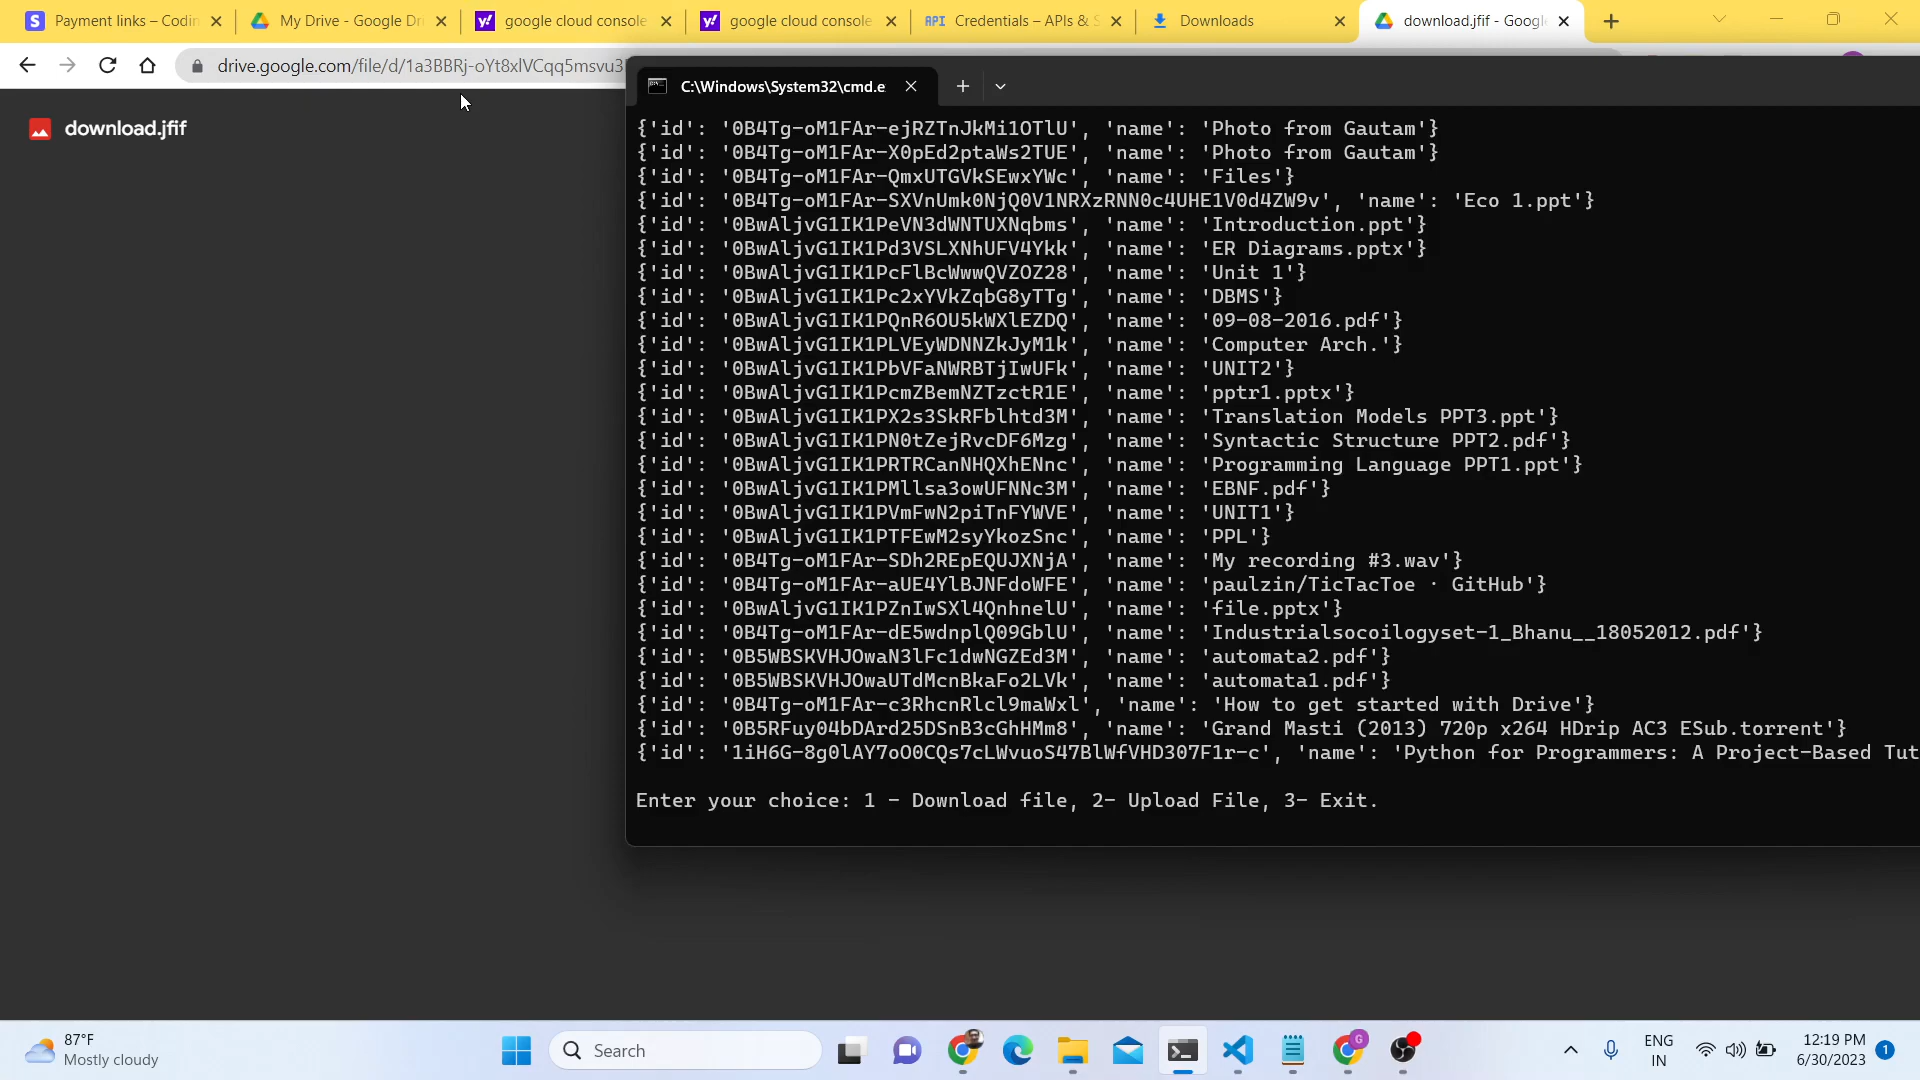 Payment links – Codin
My Drive - Google Dri
google cloud console
google cloud console
API Credentials – APIs & S
Downloads
download.jfif - Googl
drive.google.com/file/d/1a3BBRj-oYt8xlVCqq5msvu3
C:\Windows\System32\cmd.e
download.jfif
{'id': '0B4Tg-oM1FAr-ejRZTnJkMi1OTlU', 'name': 'Photo from Gautam'}
{'id': '0B4Tg-oM1FAr-X0pEd2ptaWs2TUE', 'name': 'Photo from Gautam'}
{'id': '0B4Tg-oM1FAr-QmxUTGVkSEwxYWc', 'name': 'Files'}
{'id': '0B4Tg-oM1FAr-SXVnUmk0NjQ0V1NRXzRNN0c4UHE1V0d4ZW9v', 'name': 'Eco 1.ppt'}
{'id': '0BwAljvG1IK1PeVN3dWNTUXNqbms', 'name': 'Introduction.ppt'}
{'id': '0BwAljvG1IK1Pd3VSLXNhUFV4Ykk', 'name': 'ER Diagrams.pptx'}
{'id': '0BwAljvG1IK1PcFlBcWwwQVZOZ28', 'name': 'Unit 1'}
{'id': '0BwAljvG1IK1Pc2xYVkZqbG8yTTg', 'name': 'DBMS'}
{'id': '0BwAljvG1IK1PQnR6OU5kWXlEZDQ', 'name': '09-08-2016.pdf'}
{'id': '0BwAljvG1IK1PLVEyWDNNZkJyM1k', 'name': 'Computer Arch.'}
{'id': '0BwAljvG1IK1PbVFaNWRBTjIwUFk', 'name': 'UNIT2'}
{'id': '0BwAljvG1IK1PcmZBemNZTzctR1E', 'name': 'pptr1.pptx'}
{'id': '0BwAljvG1IK1PX2s3SkRFblhtd3M', 'name': 'Translation Models PPT3.ppt'}
{'id': '0BwAljvG1IK1PN0tZejRvcDF6Mzg', 'name': 'Syntactic Structure PPT2.pdf'}
{'id': '0BwAljvG1IK1PRTRCanNHQXhENnc', 'name': 'Programming Language PPT1.ppt'}
{'id': '0BwAljvG1IK1PMllsa3owUFNNc3M', 'name': 'EBNF.pdf'}
{'id': '0BwAljvG1IK1PVmFwN2piTnFYWVE', 'name': 'UNIT1'}
{'id': '0BwAljvG1IK1PTFEwM2syYkozSnc', 'name': 'PPL'}
{'id': '0B4Tg-oM1FAr-SDh2REpEQUJXNjA', 'name': 'My recording #3.wav'}
{'id': '0B4Tg-oM1FAr-aUE4YlBJNFdoWFE', 'name': 'paulzin/TicTacToe · GitHub'}
{'id': '0BwAljvG1IK1PZnIwSXl4QnhnelU', 'name': 'file.pptx'}
{'id': '0B4Tg-oM1FAr-dE5wdnplQ09GblU', 'name': 'Industrialsocoilogyset-1_Bhanu__18052012.pdf'}
{'id': '0B5WBSKVHJOwaN3lFc1dwNGZEd3M', 'name': 'automata2.pdf'}
{'id': '0B5WBSKVHJOwaUTdMcnBkaFo2LVk', 'name': 'automata1.pdf'}
{'id': '0B4Tg-oM1FAr-c3RhcnRlcl9maWxl', 'name': 'How to get started with Drive'}
{'id': '0B5RFuy04bDArd25DSnB3cGhHMm8', 'name': 'Grand Masti (2013) 720p x264 HDrip AC3 ESub.torrent'}
{'id': '1iH6G-8g0lAY7oO0CQs7cLWvuoS47BlWfVHD307F1r-c', 'name': 'Python for Programmers: A Project-Based Tut
Enter your choice: 1 - Download file, 2- Upload File, 3- Exit.
87°F
Mostly cloudy
Search
ENG
IN
12:19 PM
6/30/2023
1